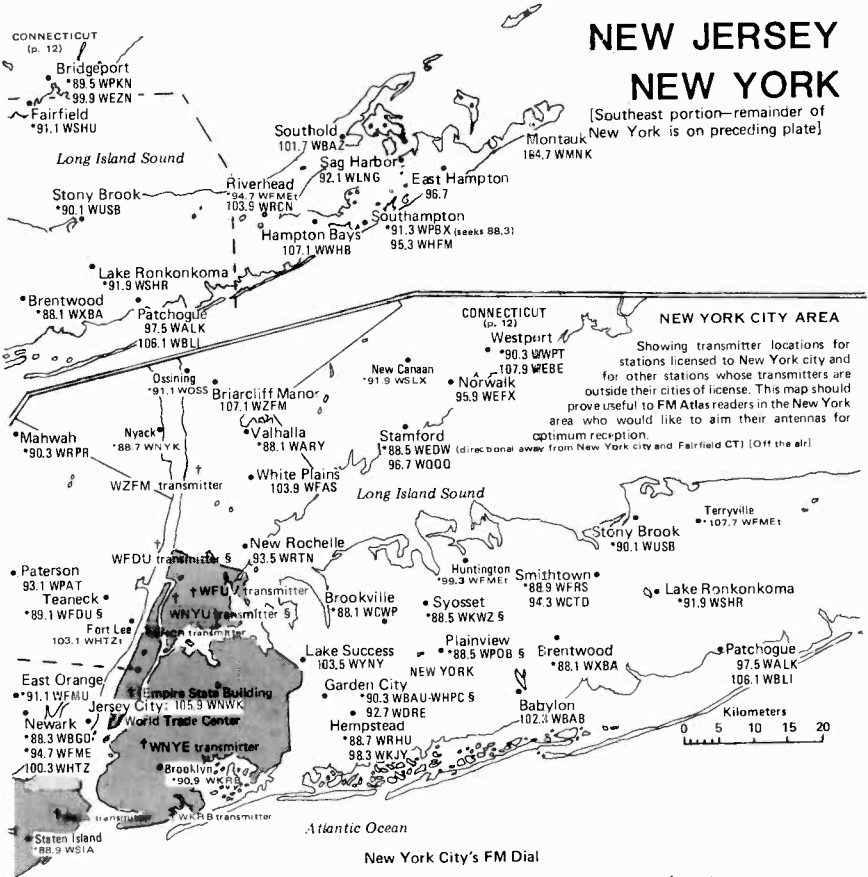 NEW JERSEY
NEW YORK
[Southeast portion—remainder of
New York is on preceding plate]
CONNECTICUT
(p. 12)
Bridgeport
*89.5 WPKN
99.9 WEZN
Fairfield
*91.1 WSHU
Long Island Sound
Stony Brook
*90.1 WUSB
Southold
101.7 WBAZ
Sag Harbor
92.1 WLNG
Montauk
104.7 WMNK
East Hampton
96.7
Riverhead
*94.7 WFMEt
103.9 WRCN
Southampton
*91.3 WPBX (seeks 88.3)
95.3 WHFM
Hampton Bays
107.1 WWHB
Lake Ronkonkoma
*91.9 WSHR
Brentwood
*88.1 WXBA
Patchogue
97.5 WALK
106.1 WBLI
NEW YORK CITY AREA
Showing transmitter locations for
stations licensed to New York city and
for other stations whose transmitters are
outside their cities of license. This map should
prove useful to FM Atlas readers in the New York
area who would like to aim their antennas for
optimum reception.
CONNECTICUT
(p. 12)
Westport
*90.3 WWPT
107.9 WEBE
New Canaan
*91.9 WSLX
Norwalk
95.9 WEFX
Ossining
*91.1 WOSS
Briarcliff Manor
107.1 WZFM
Mahwah
*90.3 WRPR
Nyack
*88.7 WNYK
Valhalla
*88.1 WARY
Stamford
*88.5 WEDW (directional away from New York city and Fairfield CT) [Off the air]
96.7 WQQQ
White Plains
103.9 WFAS
WZFM transmitter
Long Island Sound
Terryville
*107.7 WFMEt
Stony Brook
*90.1 WUSB
New Rochelle
93.5 WRTN
WFDU transmitter §
Paterson
93.1 WPAT
Teaneck
*89.1 WFDU §
WFUV transmitter
WNYU transmitter §
Fort Lee
103.1 WHTZt
transmitter
Huntington
*99.3 WFMEt
Smithtown
*88.9 WFRS
94.3 WCTD
Brookville
*88.1 WCWP
Syosset
*88.5 WKWZ §
Lake Ronkonkoma
*91.9 WSHR
Plainview
*88.5 WPOB §
Lake Success
103.5 WYNY
NEW YORK
Brentwood
*88.1 WXBA
Patchogue
97.5 WALK
106.1 WBLI
East Orange
*91.1 WFMU
Empire State Building
Jersey City: 105.9 WNWK
World Trade Center
Garden City
*90.3 WBAU-WHPC §
92.7 WDRE
Babylon
102.3 WBAB
Newark
*88.3 WBGO
*94.7 WFME
100.3 WHTZ
WNYE transmitter
Hempstead
*88.7 WRHU
98.3 WKJY
Kilometers
0 5 10 15 20
Brooklyn
*90.9 WKRB
transmitter
WKRB transmitter
Staten Island
*88.9 WSIA
Atlantic Ocean
New York City's FM Dial